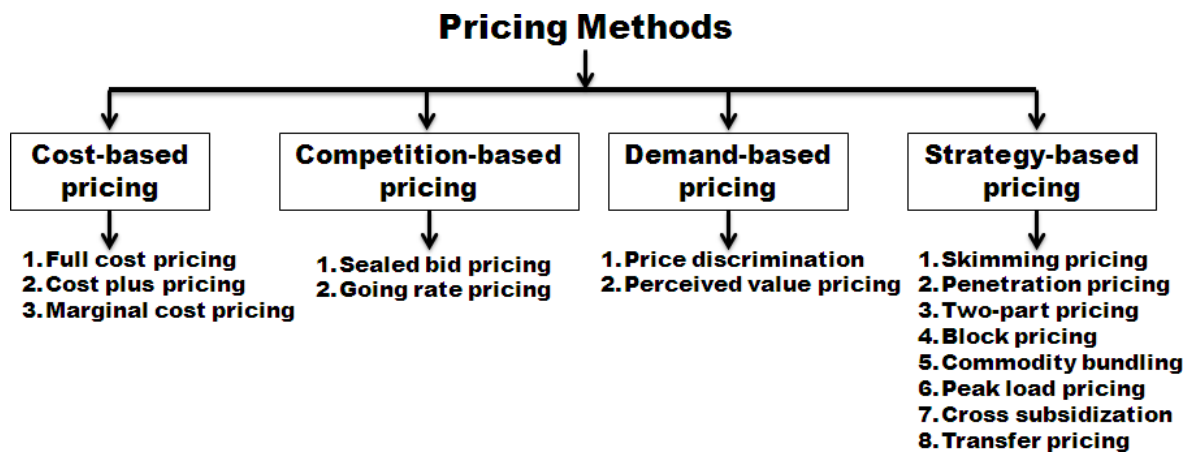 Pricing Methods
Cost-based
pricing
1. Full cost pricing
2. Cost plus pricing
3. Marginal cost pricing
Competition-based
pricing
1. Sealed bid pricing
2. Going rate pricing
Demand-based
pricing
1. Price discrimination
2. Perceived value pricing
Strategy-based
pricing
1. Skimming pricing
2. Penetration pricing
3. Two-part pricing
4. Block pricing
5. Commodity bundling
6. Peak load pricing
7. Cross subsidization
8. Transfer pricing